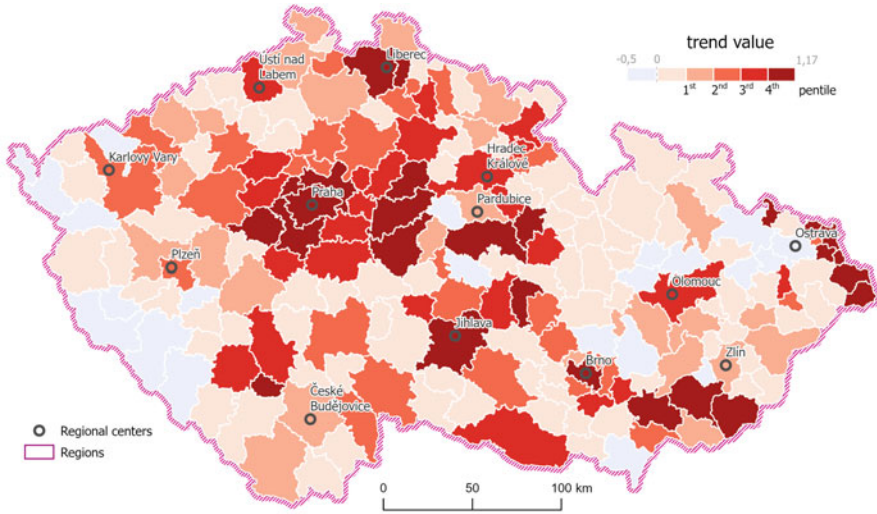 trend value
-0,5
0
1,17
1st
2nd
3rd
4th
pentile
Ústí nad
Labem
Liberec
Karlovy Vary
Hradec
Králové
Praha
Pardubice
Plzeň
Ostrava
Olomouc
Jihlava
Brno
Zlín
České
Budějovice
Regional centers
Regions
0
50
100 km